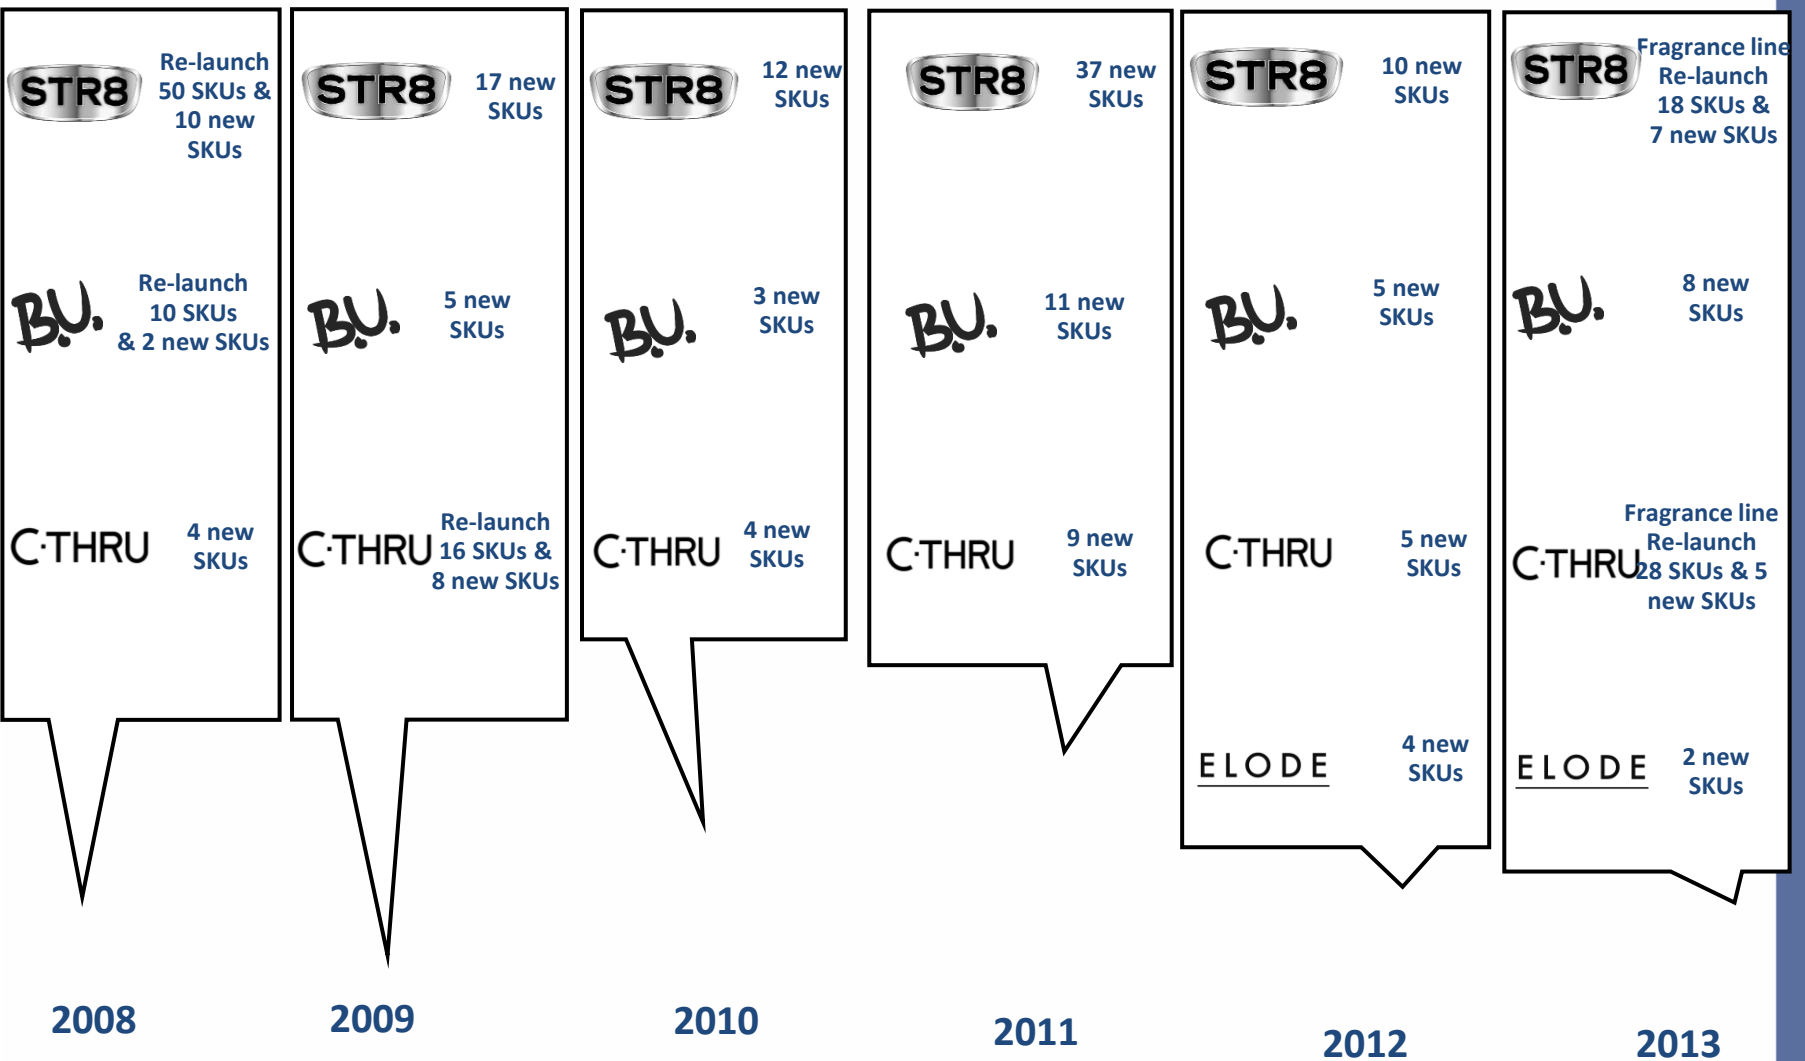 STR8
Re-launch
50 SKUs &
10 new
SKUs
B.U.
Re-launch
10 SKUs
& 2 new SKUs
C·THRU
4 new
SKUs
2008
STR8
17 new
SKUs
B.U.
5 new
SKUs
C·THRU
Re-launch
16 SKUs &
8 new SKUs
2009
STR8
12 new
SKUs
B.U.
3 new
SKUs
C·THRU
4 new
SKUs
2010
STR8
37 new
SKUs
B.U.
11 new
SKUs
C·THRU
9 new
SKUs
2011
STR8
10 new
SKUs
B.U.
5 new
SKUs
C·THRU
5 new
SKUs
ELODE
4 new
SKUs
2012
STR8
Fragrance line
Re-launch
18 SKUs &
7 new SKUs
B.U.
8 new
SKUs
C·THRU
Fragrance line
Re-launch
28 SKUs & 5
new SKUs
ELODE
2 new
SKUs
2013